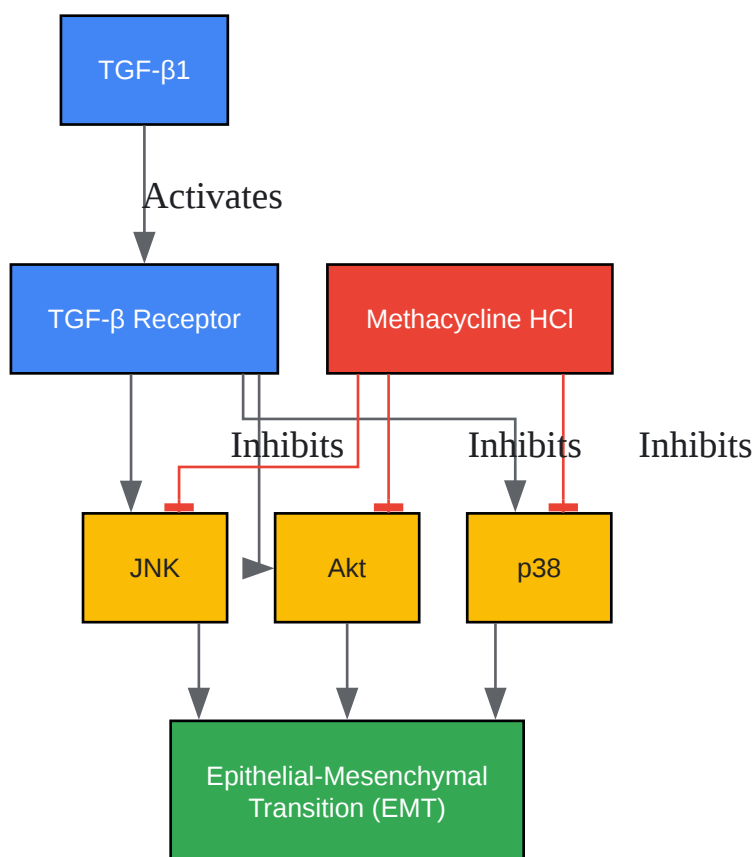 TGF-β1
Activates
TGF-β Receptor
Methacycline HCl
Inhibits
Inhibits
Inhibits
JNK
Akt
p38
Epithelial-Mesenchymal
Transition (EMT)